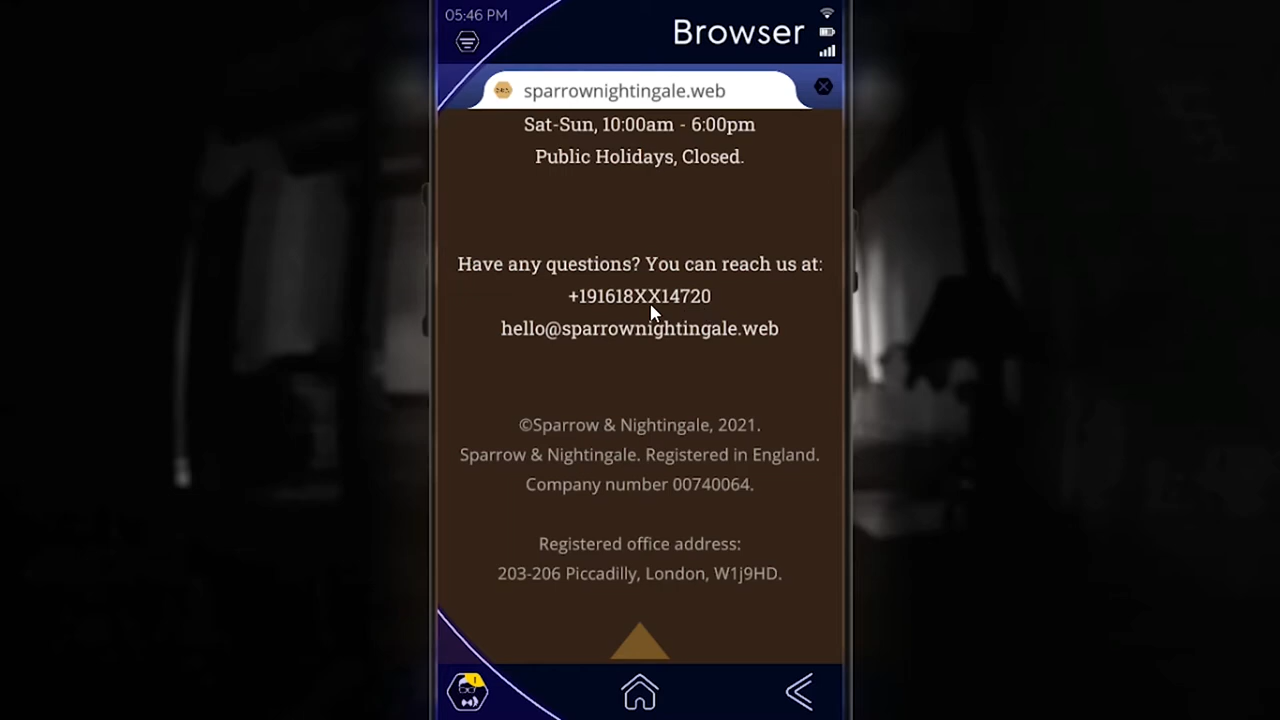 05:46 PM
Browser
sparrownightingale.web
Sat-Sun, 10:00am - 6:00pm
Public Holidays, Closed.
Have any questions? You can reach us at:
+191618XX14720
hello@sparrownightingale.web
©Sparrow & Nightingale, 2021.
Sparrow & Nightingale. Registered in England.
Company number 00740064.
Registered office address:
203-206 Piccadilly, London, W1j9HD.